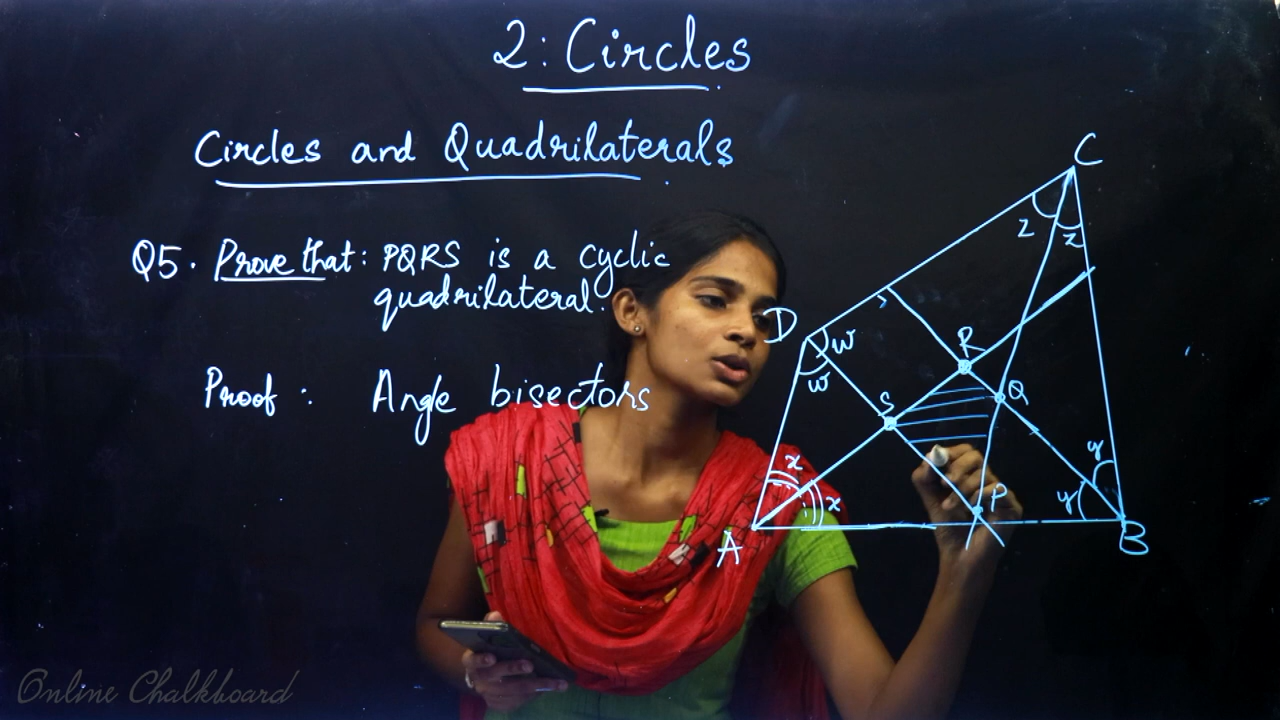 2: Circles
Circles and Quadrilaterals
Q5. Prove that: PQRS is a cyclic
quadrilateral.
Proof : Angle bisectors
C
z z
D
w
w
R
S
Q
x
x
P
y
y
A
B
Online Chalkboard